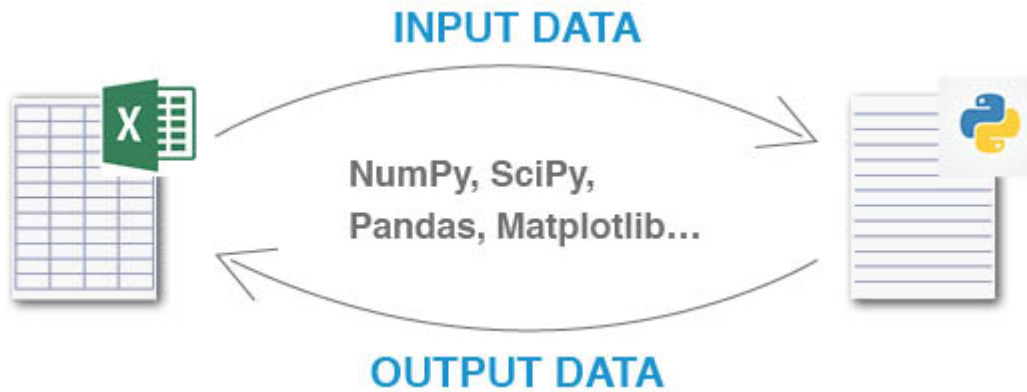 INPUT DATA
X
NumPy, SciPy,
Pandas, Matplotlib…
OUTPUT DATA